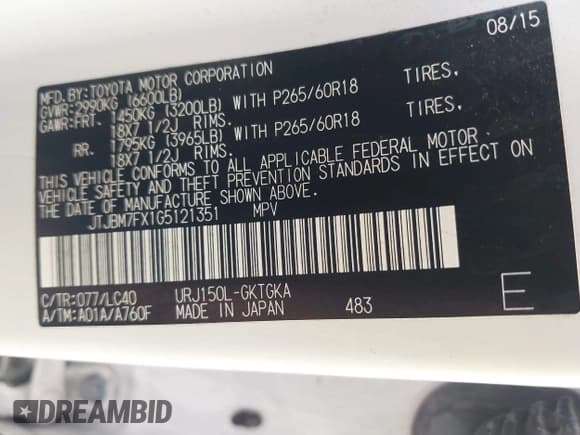 08/15
MFD.BY:TOYOTA MOTOR CORPORATION
GVWR:2990KG (6600LB)
GAWR:FRT. 1450KG (3200LB) WITH P265/60R18 TIRES,
18X7 1/2J RIMS.
RR. 1795KG (3965LB) WITH P265/60R18 TIRES,
18X7 1/2J RIMS.
THIS VEHICLE CONFORMS TO ALL APPLICABLE FEDERAL MOTOR
VEHICLE SAFETY AND THEFT PREVENTION STANDARDS IN EFFECT ON
THE DATE OF MANUFACTURE SHOWN ABOVE.
JTJBM7FX1G5121351 MPV
C/TR:077/LC40 URJ150L-GKTGKA
A/TM:A01A/A760F MADE IN JAPAN 483 E
DREAMBID